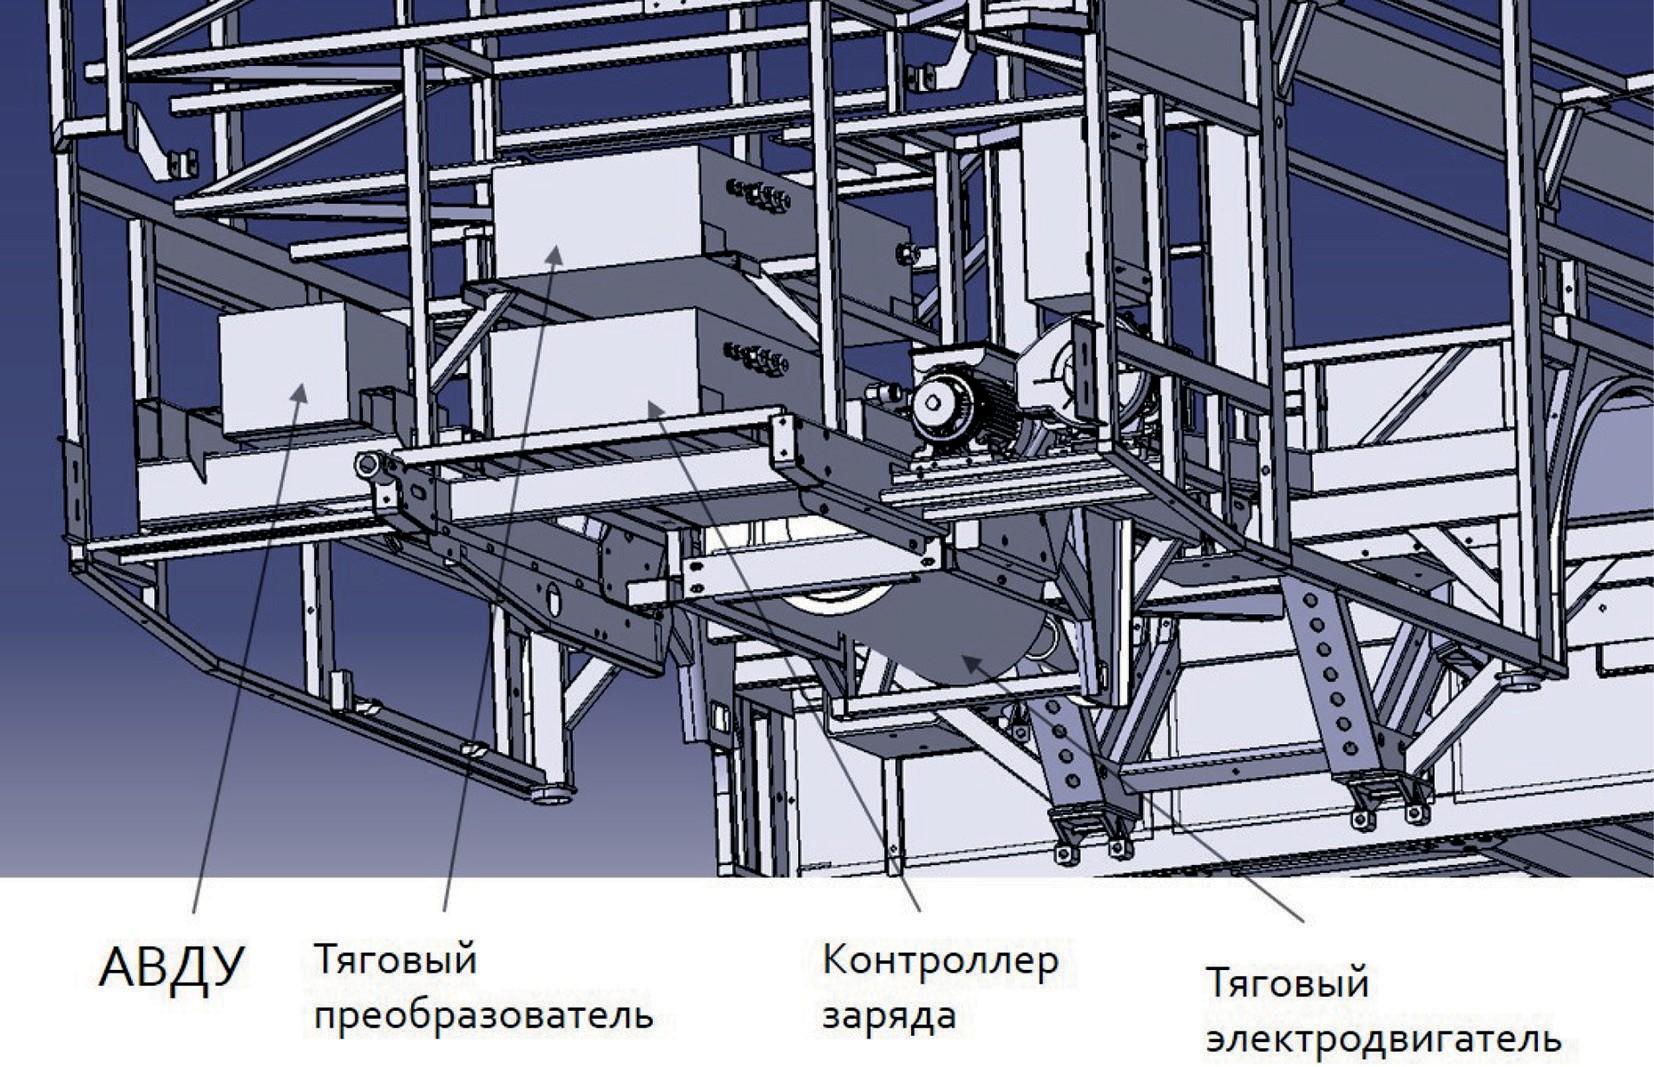 АВДУ
Тяговый
преобразователь
Контроллер
заряда
Тяговый
электродвигатель